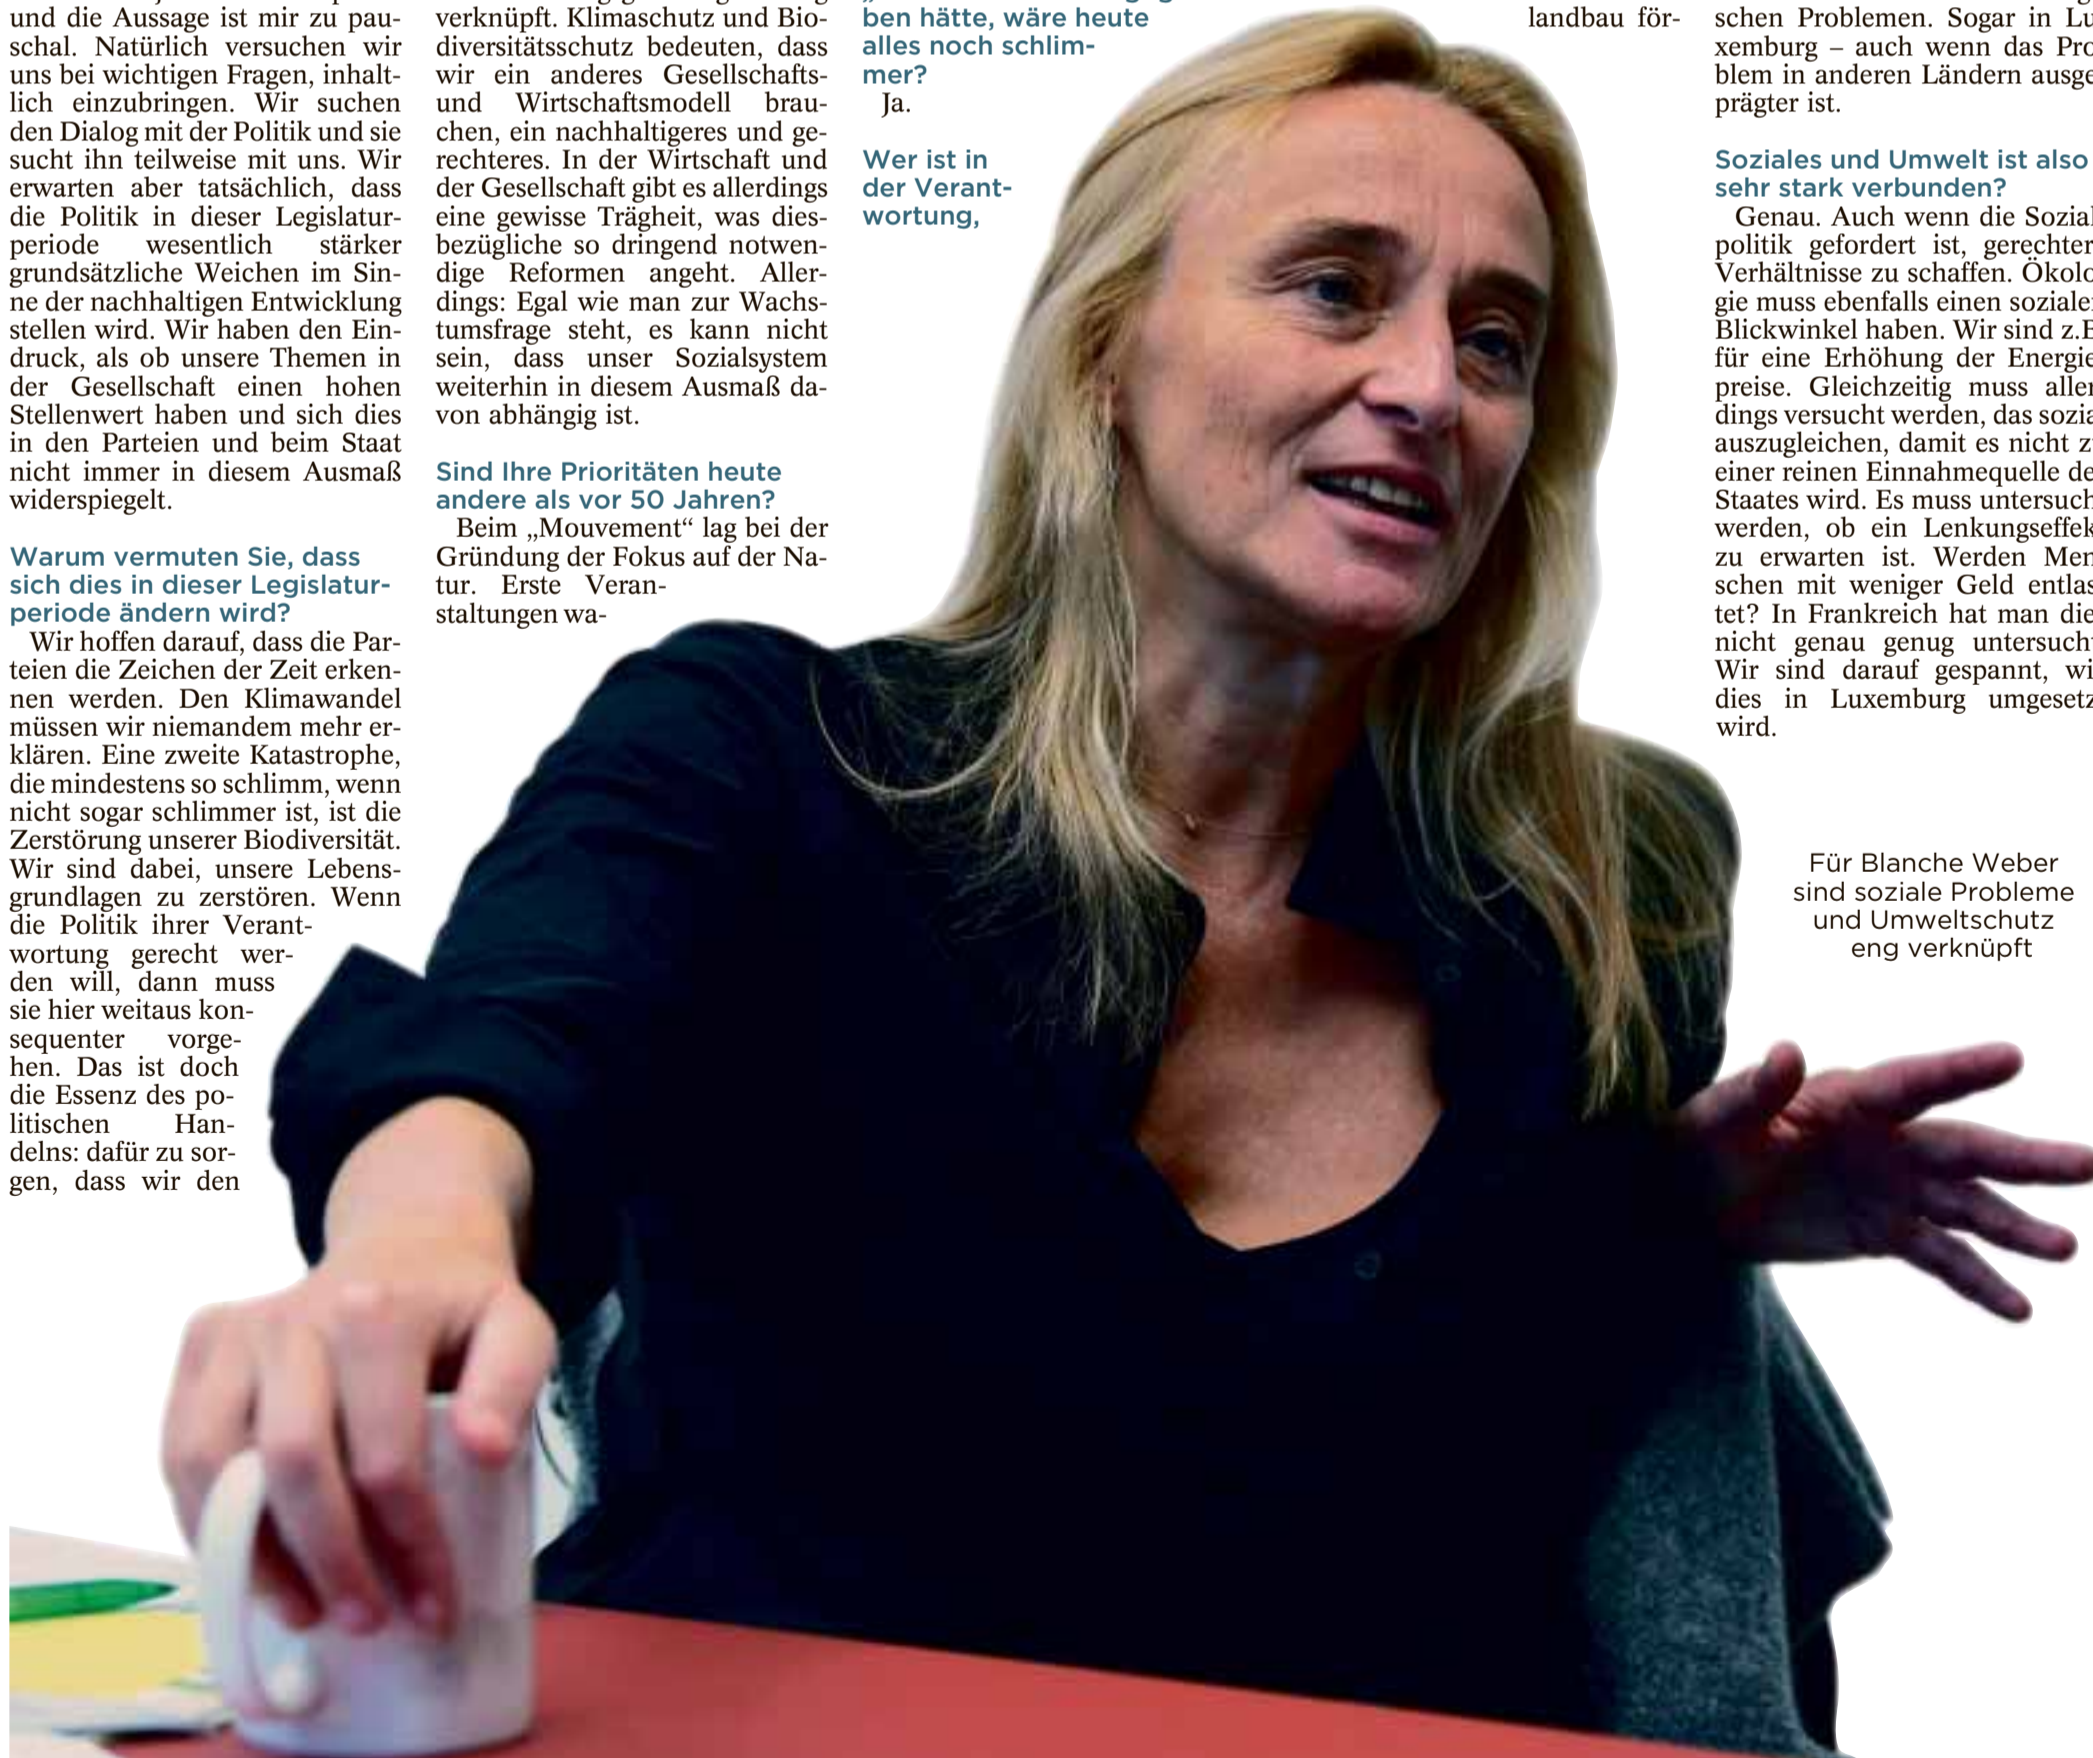 und die Aussage ist mir zu pau-
schal. Natürlich versuchen wir
uns bei wichtigen Fragen, inhalt-
lich einzubringen. Wir suchen
den Dialog mit der Politik und sie
sucht ihn teilweise mit uns. Wir
erwarten aber tatsächlich, dass
die Politik in dieser Legislatur-
periode wesentlich stärker
grundsätzliche Weichen im Sin-
ne der nachhaltigen Entwicklung
stellen wird. Wir haben den Ein-
druck, als ob unsere Themen in
der Gesellschaft einen hohen
Stellenwert haben und sich dies
in den Parteien und beim Staat
nicht immer in diesem Ausmaß
widerspiegelt.
Warum vermuten Sie, dass
sich dies in dieser Legislatur-
periode ändern wird?
Wir hoffen darauf, dass die Par-
teien die Zeichen der Zeit erken-
nen werden. Den Klimawandel
müssen wir niemandem mehr er-
klären. Eine zweite Katastrophe,
die mindestens so schlimm, wenn
nicht sogar schlimmer ist, ist die
Zerstörung unserer Biodiversität.
Wir sind dabei, unsere Lebens-
grundlagen zu zerstören. Wenn
die Politik ihrer Verant-
wortung gerecht wer-
den will, dann muss
sie hier weitaus kon-
sequenter vorge-
hen. Das ist doch
die Essenz des po-
litischen Han-
delns: dafür zu sor-
gen, dass wir den
verknüpft. Klimaschutz und Bio-
diversitätsschutz bedeuten, dass
wir ein anderes Gesellschafts-
und Wirtschaftsmodell brau-
chen, ein nachhaltigeres und ge-
rechteres. In der Wirtschaft und
der Gesellschaft gibt es allerdings
eine gewisse Trägheit, was dies-
bezügliche so dringend notwen-
dige Reformen angeht. Aller-
dings: Egal wie man zur Wachs-
tumsfrage steht, es kann nicht
sein, dass unser Sozialsystem
weiterhin in diesem Ausmaß da-
von abhängig ist.
Sind Ihre Prioritäten heute
andere als vor 50 Jahren?
Beim „Mouvement“ lag bei der
Gründung der Fokus auf der Na-
tur. Erste Veran-
staltungen wa-
ben hätte, wäre heute
alles noch schlim-
mer?
Ja.
Wer ist in
der Verant-
wortung,
landbau för-
schen Problemen. Sogar in Lu
xemburg – auch wenn das Pro
blem in anderen Ländern ausge
prägter ist.
Soziales und Umwelt ist also
sehr stark verbunden?
Genau. Auch wenn die Sozial
politik gefordert ist, gerechter
Verhältnisse zu schaffen. Ökolo
gie muss ebenfalls einen soziale
Blickwinkel haben. Wir sind z.B
für eine Erhöhung der Energie
preise. Gleichzeitig muss aller
dings versucht werden, das sozia
auszugleichen, damit es nicht z
einer reinen Einnahmequelle de
Staates wird. Es muss untersuch
werden, ob ein Lenkungseffek
zu erwarten ist. Werden Men
schen mit weniger Geld entlas
tet? In Frankreich hat man die
nicht genau genug untersuch
Wir sind darauf gespannt, wi
dies in Luxemburg umgesetz
wird.
Für Blanche Weber
sind soziale Probleme
und Umweltschutz
eng verknüpft